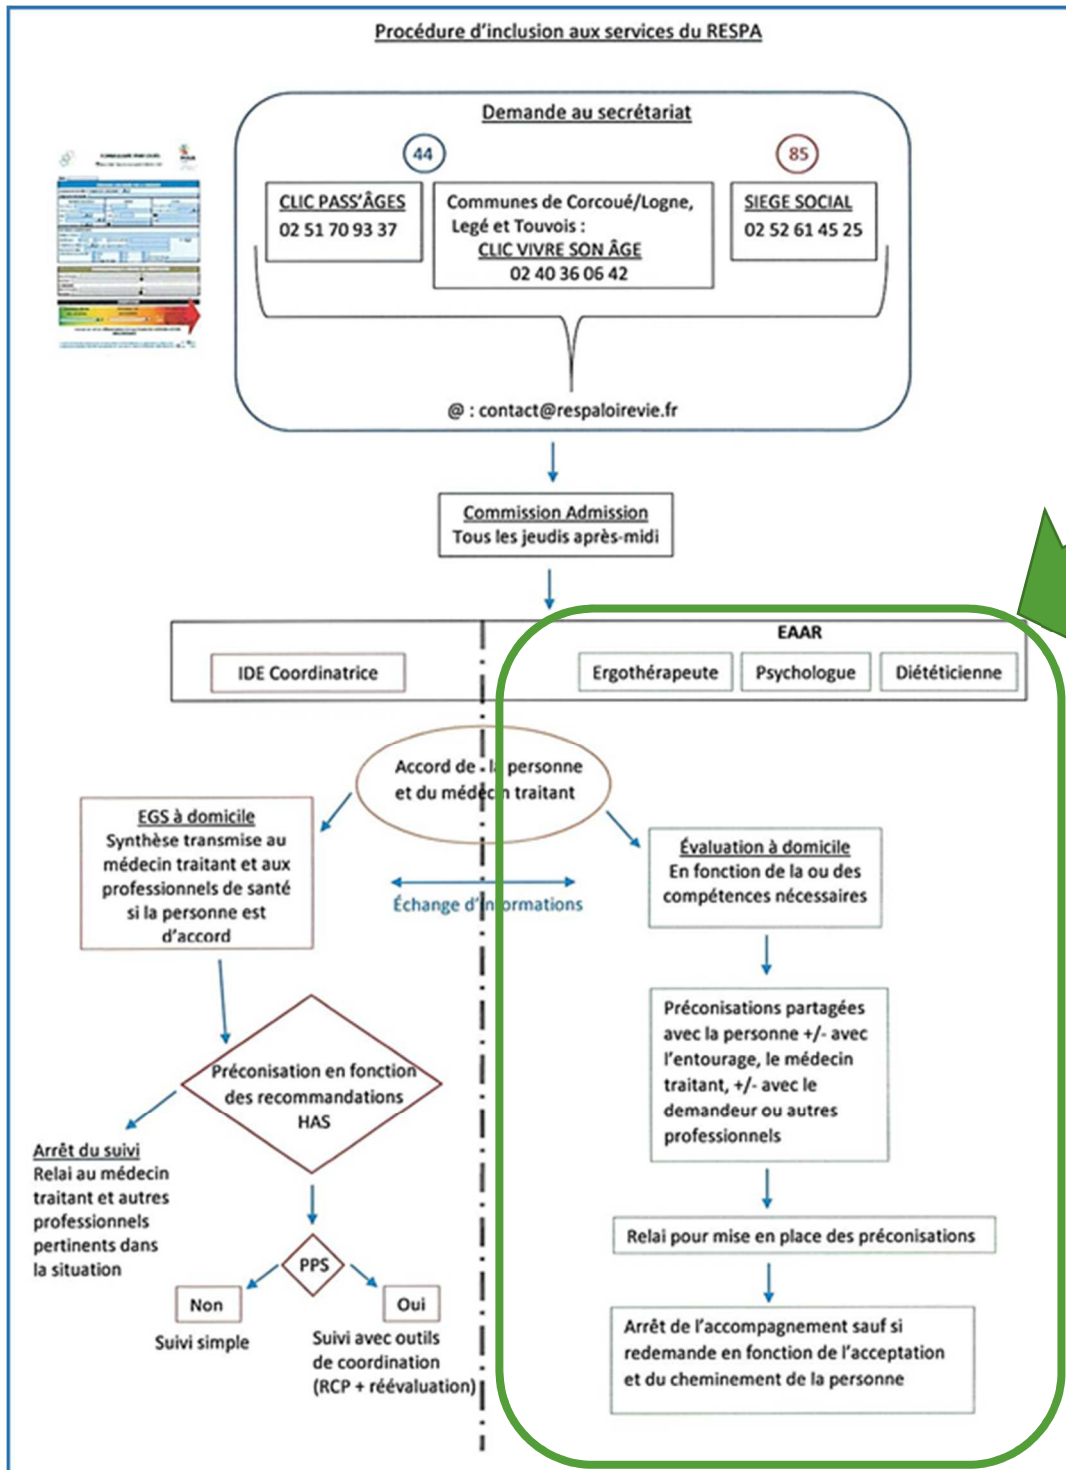 Procédure d'inclusion aux services du RESPA
Demande au secrétariat
44
85
CLIC PASS'ÂGES
02 51 70 93 37
Communes de Corcoué/Logne,
Legé et Touvois :
CLIC VIVRE SON ÂGE
02 40 36 06 42
SIEGE SOCIAL
02 52 61 45 25
@ : contact@respaloirevie.fr
Commission Admission
Tous les jeudis après-midi
IDE Coordinatrice
EAAR
Ergothérapeute
Psychologue
Diététicienne
Accord de la personne
et du médecin traitant
EGS à domicile
Synthèse transmise au
médecin traitant et aux
professionnels de santé
si la personne est
d'accord
Échange d'informations
Évaluation à domicile
En fonction de la ou des
compétences nécessaires
Préconisation en fonction
des recommandations
HAS
Préconisations partagées
avec la personne +/- avec
l'entourage, le médecin
traitant, +/- avec le
demandeur ou autres
professionnels
Arrêt du suivi
Relai au médecin
traitant et autres
professionnels
pertinents dans
la situation
PPS
Non
Suivi simple
Oui
Suivi avec outils
de coordination
(RCP + réévaluation)
Relai pour mise en place des préconisations
Arrêt de l'accompagnement sauf si
redemande en fonction de l'acceptation
et du cheminement de la personne